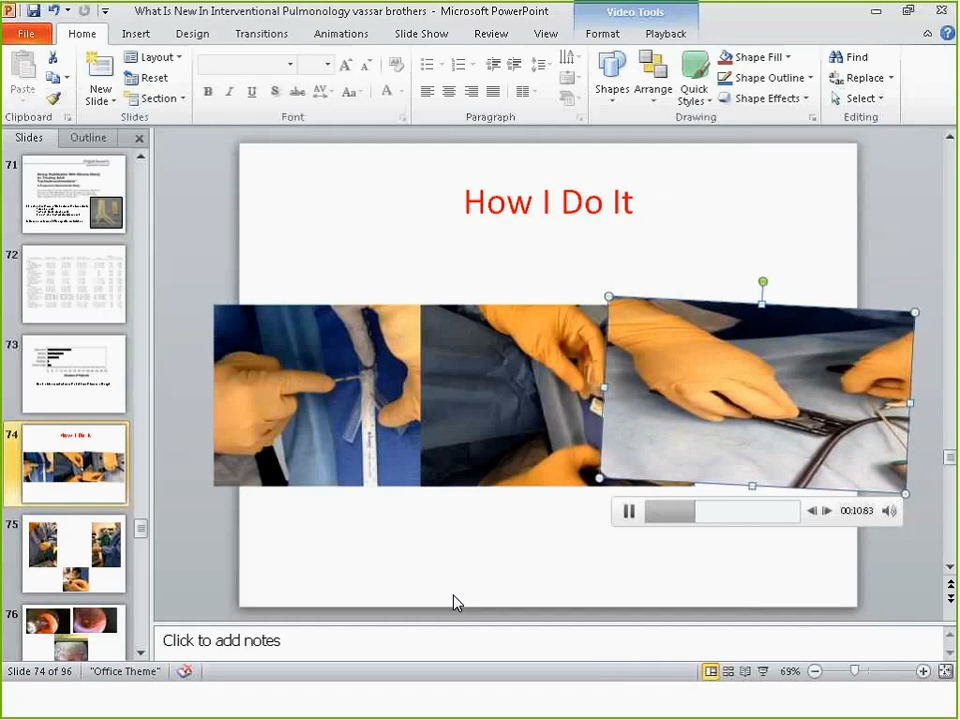 What Is New In Interventional Pulmonology vassar brothers - Microsoft PowerPoint
Video Tools
File Home Insert Design Transitions Animations Slide Show Review View Format Playback
Paste
New Slide
Layout
Reset
Section
B I U S abc AV Aa A
Shapes
Arrange
Quick Styles
Shape Fill
Shape Outline
Shape Effects
Find
Replace
Select
Clipboard Slides Font Paragraph Drawing Editing
Slides Outline
71
72
73
74
How I Do It
75
76
How I Do It
00:10.83
Click to add notes
Slide 74 of 96 "Office Theme" 69%